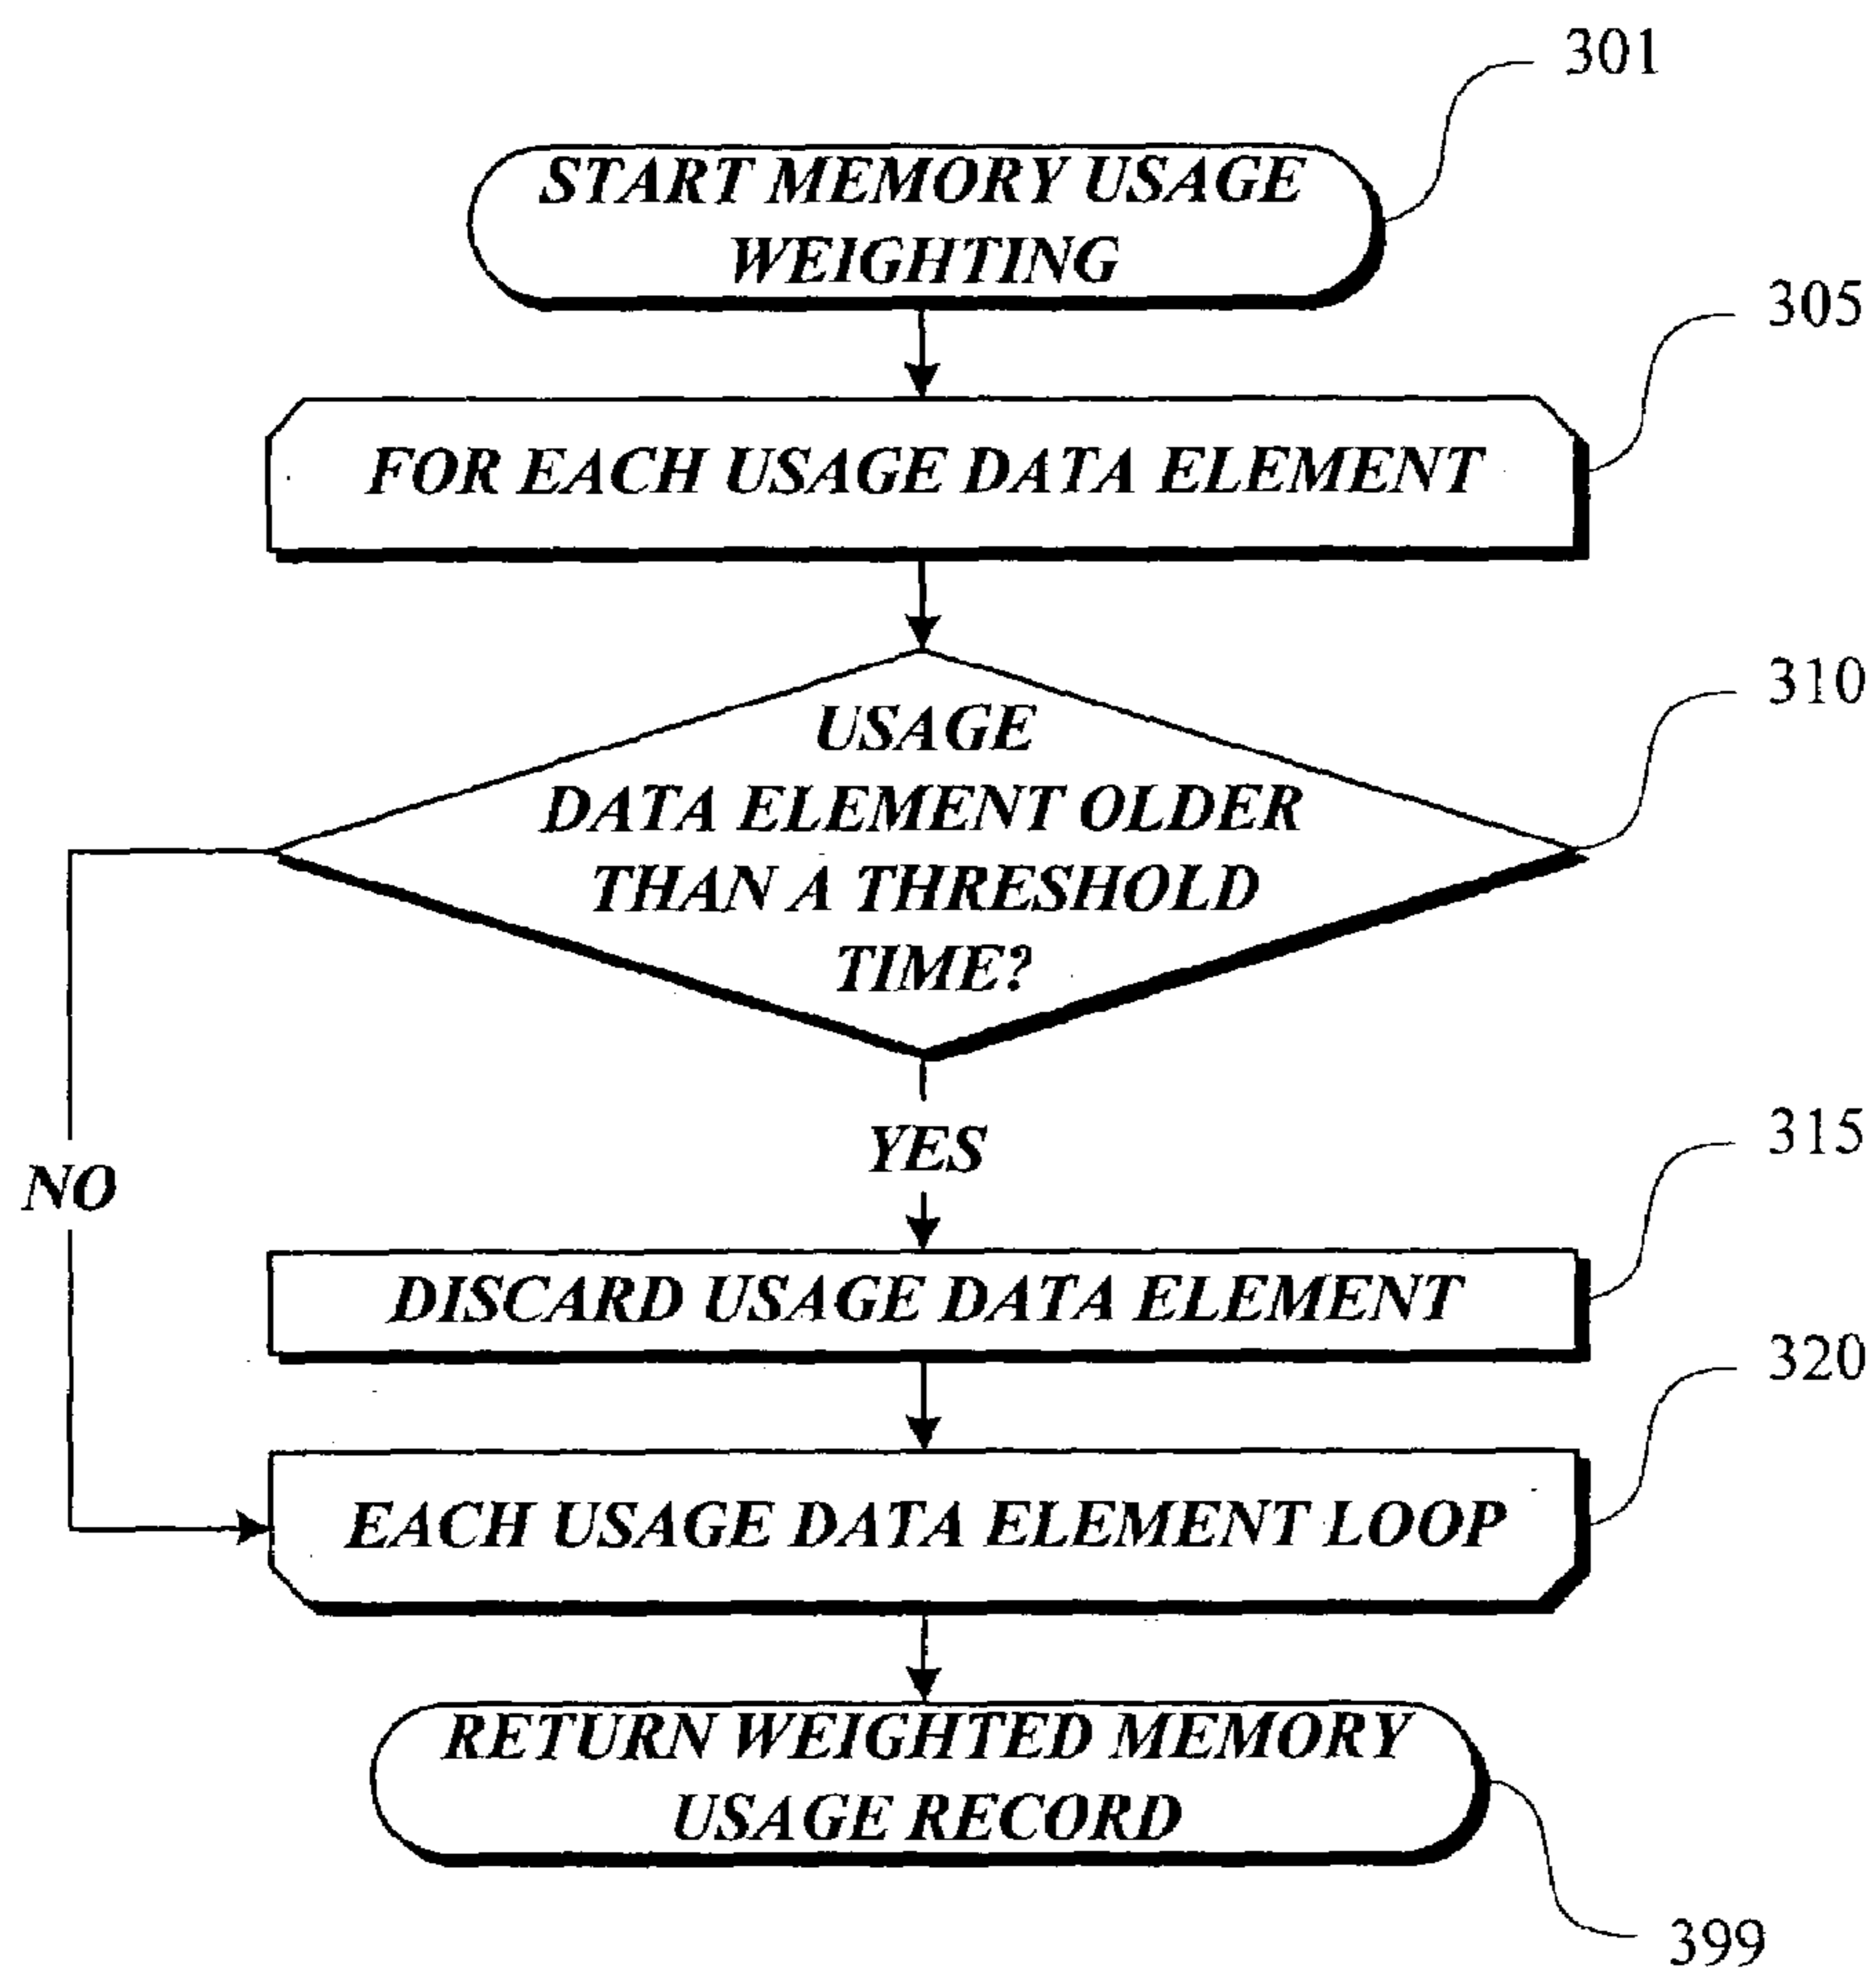 301
START MEMORY USAGE
WEIGHTING
305
FOR EACH USAGE DATA ELEMENT
310
USAGE
DATA ELEMENT OLDER
THAN A THRESHOLD
TIME?
YES
NO
315
DISCARD USAGE DATA ELEMENT
320
EACH USAGE DATA ELEMENT LOOP
RETURN WEIGHTED MEMORY
USAGE RECORD
399